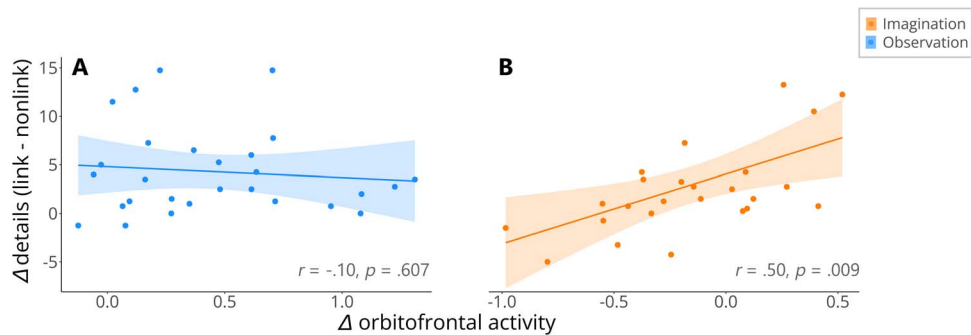 Imagination
Observation
A
B
Δ details (link - nonlink)
15
10
5
0
-5
r = -.10, p = .607
r = .50, p = .009
0.0 0.5 1.0
-1.0 -0.5 0.0 0.5
Δ orbitofrontal activity